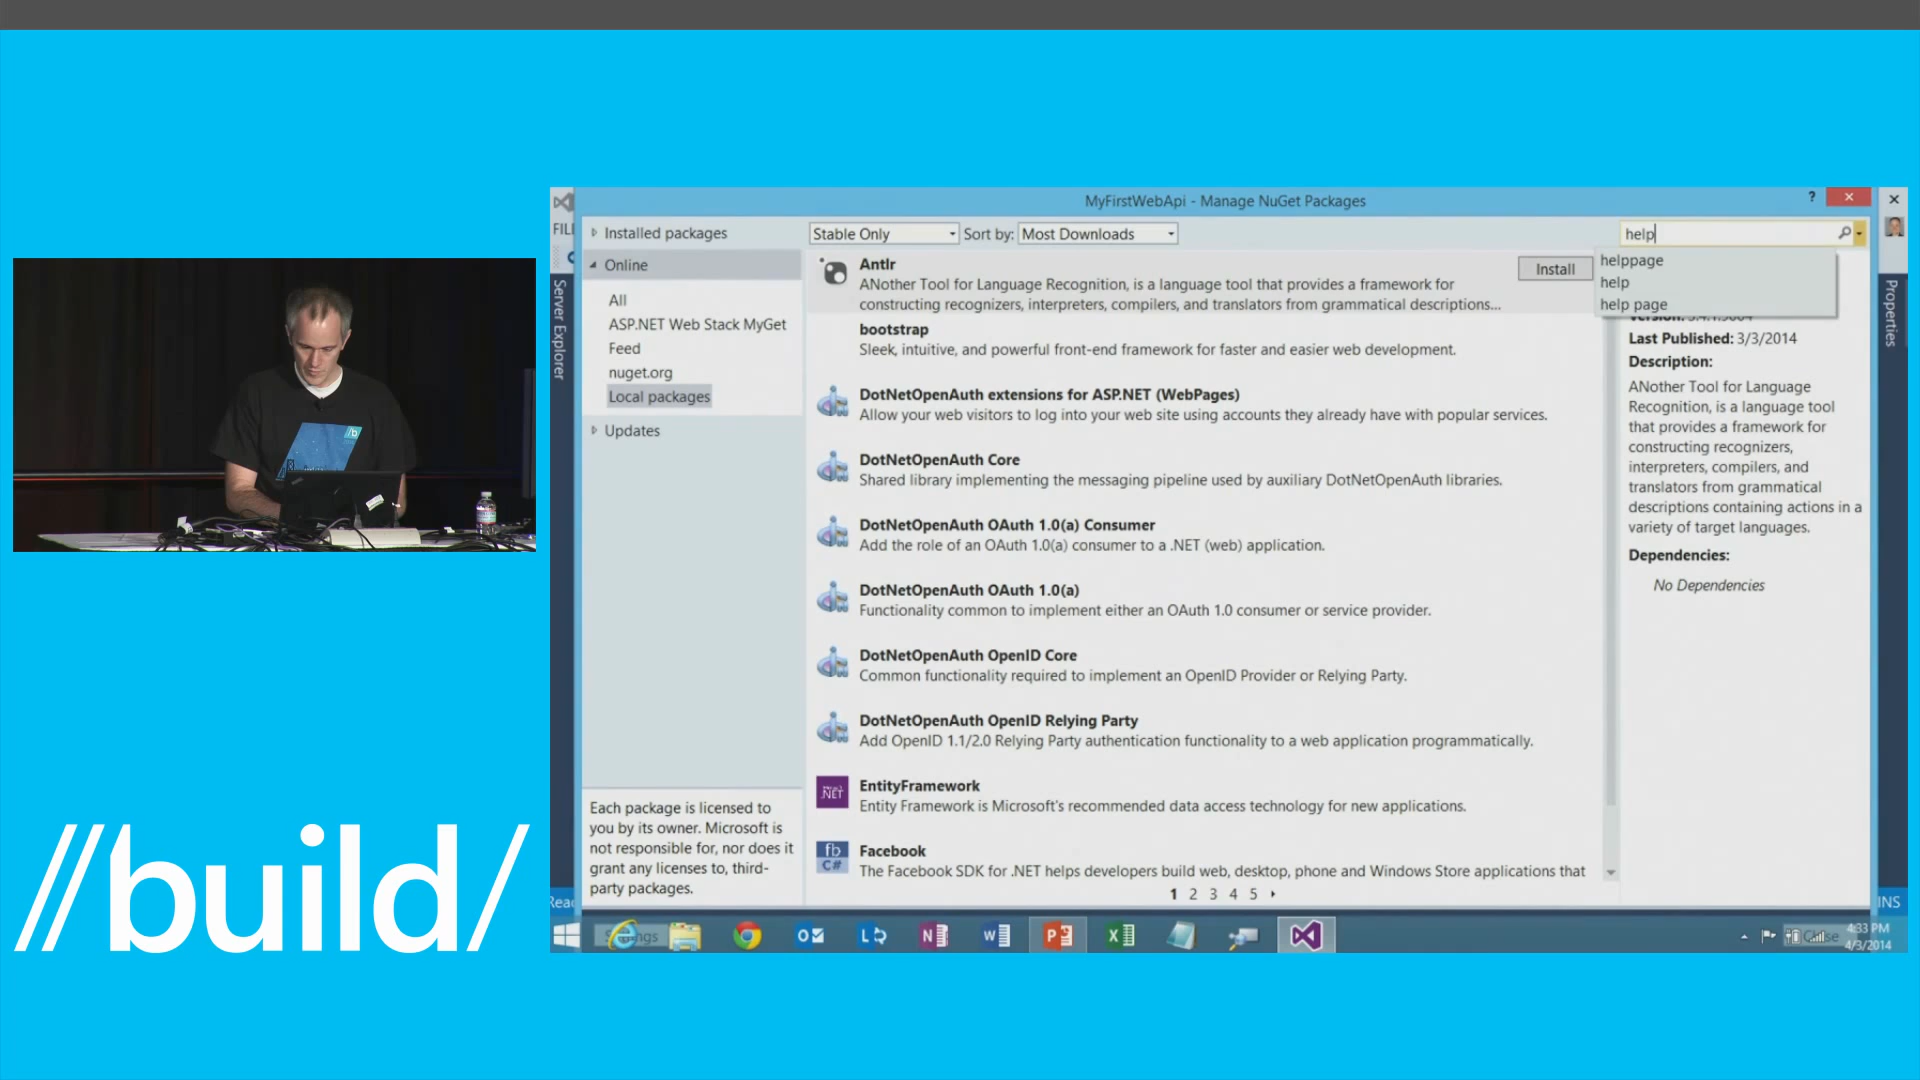 MyFirstWebApi - Manage NuGet Packages
?
FIL
Installed packages
Stable Only
Sort by: Most Downloads
help
helppage
help
help page
Online
All
ASP.NET Web Stack MyGet
Feed
nuget.org
Local packages
Updates
Server Explorer
Properties
Antlr
ANother Tool for Language Recognition, is a language tool that provides a framework for
constructing recognizers, interpreters, compilers, and translators from grammatical descriptions...
Install
bootstrap
Sleek, intuitive, and powerful front-end framework for faster and easier web development.
DotNetOpenAuth extensions for ASP.NET (WebPages)
Allow your web visitors to log into your web site using accounts they already have with popular services.
DotNetOpenAuth Core
Shared library implementing the messaging pipeline used by auxiliary DotNetOpenAuth libraries.
DotNetOpenAuth OAuth 1.0(a) Consumer
Add the role of an OAuth 1.0(a) consumer to a .NET (web) application.
DotNetOpenAuth OAuth 1.0(a)
Functionality common to implement either an OAuth 1.0 consumer or service provider.
DotNetOpenAuth OpenID Core
Common functionality required to implement an OpenID Provider or Relying Party.
DotNetOpenAuth OpenID Relying Party
Add OpenID 1.1/2.0 Relying Party authentication functionality to a web application programmatically.
.NET
EntityFramework
Entity Framework is Microsoft's recommended data access technology for new applications.
fb
C#
Facebook
The Facebook SDK for .NET helps developers build web, desktop, phone and Windows Store applications that
1 2 3 4 5
Last Published: 3/3/2014
Description:
ANother Tool for Language
Recognition, is a language tool
that provides a framework for
constructing recognizers,
interpreters, compilers, and
translators from grammatical
descriptions containing actions in a
variety of target languages.
Dependencies:
No Dependencies
Each package is licensed to
you by its owner. Microsoft is
not responsible for, nor does it
grant any licenses to, third-
party packages.
Read
INS
4:33 PM
4/3/2014
//build/